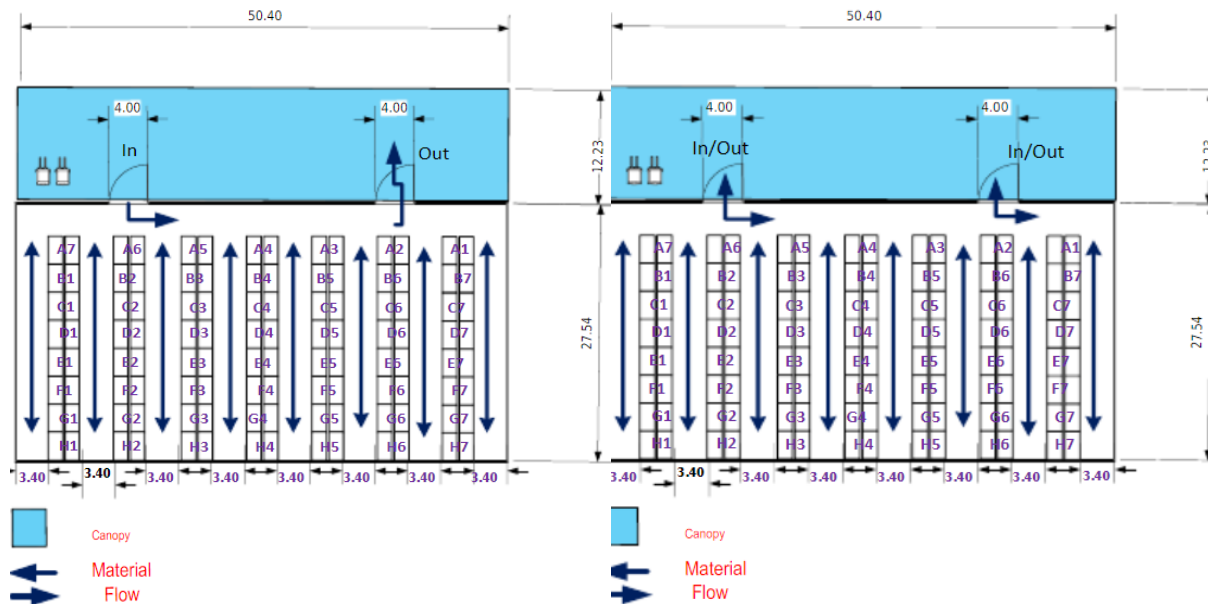 50.40
4.00
4.00
In
Out
12.23
A7 A6 A5 A4 A3 A2 A1
B1 B2 B3 B4 B5 B6 B7
C1 C2 C3 C4 C5 C6 C7
D1 D2 D3 D4 D5 D6 D7
E1 E2 E3 E4 E5 E6 E7
F1 F2 F3 F4 F5 F6 F7
G1 G2 G3 G4 G5 G6 G7
H1 H2 H3 H4 H5 H6 H7
27.54
3.40 3.40 3.40 3.40 3.40 3.40 3.40 3.40
Canopy
Material
Flow
50.40
4.00
4.00
In/Out
In/Out
12.23
A7 A6 A5 A4 A3 A2 A1
B1 B2 B3 B4 B5 B6 B7
C1 C2 C3 C4 C5 C6 C7
D1 D2 D3 D4 D5 D6 D7
E1 E2 E3 E4 E5 E6 E7
F1 F2 F3 F4 F5 F6 F7
G1 G2 G3 G4 G5 G6 G7
H1 H2 H3 H4 H5 H6 H7
27.54
3.40 3.40 3.40 3.40 3.40 3.40 3.40 3.40
Canopy
Material
Flow